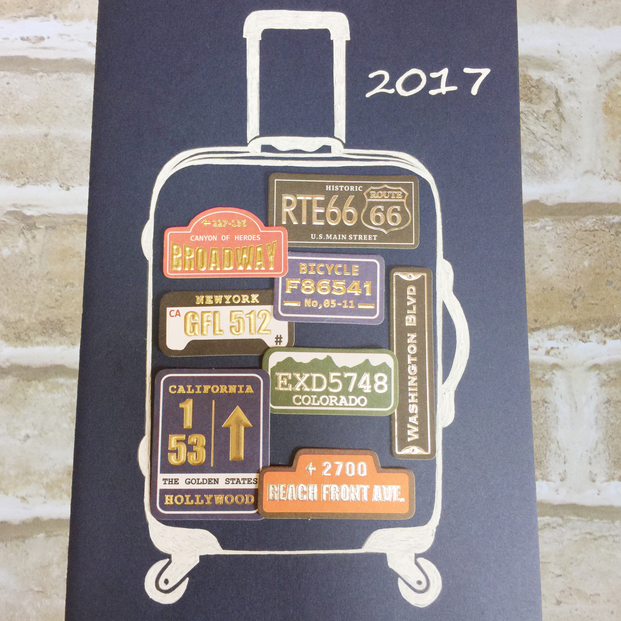 2017
HISTORIC
RTE66
ROUTE
66
U.S.MAIN STREET
CANYON OF HEROES
BROADWAY
BICYCLE
F86541
No,05-11
NEWYORK
CA
GFL 512
#
WASHINGTON BLVD
EXD5748
COLORADO
CALIFORNIA
1
53
THE GOLDEN STATES
HOLLYWOOD
2700
BEACH FRONT AVE.